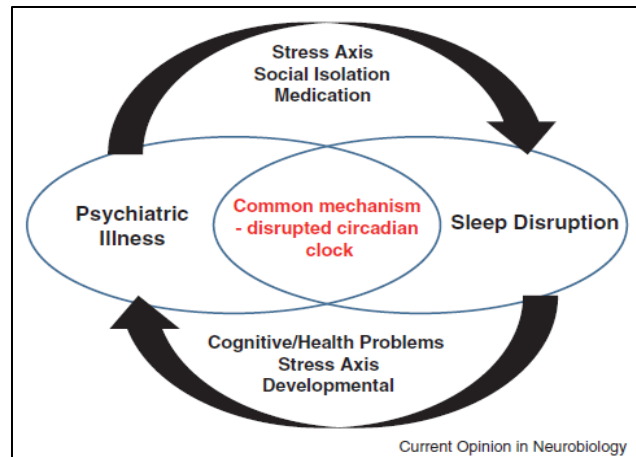 Stress Axis
Social Isolation
Medication
Psychiatric
Illness
Common mechanism
- disrupted circadian
clock
Sleep Disruption
Cognitive/Health Problems
Stress Axis
Developmental
Current Opinion in Neurobiology